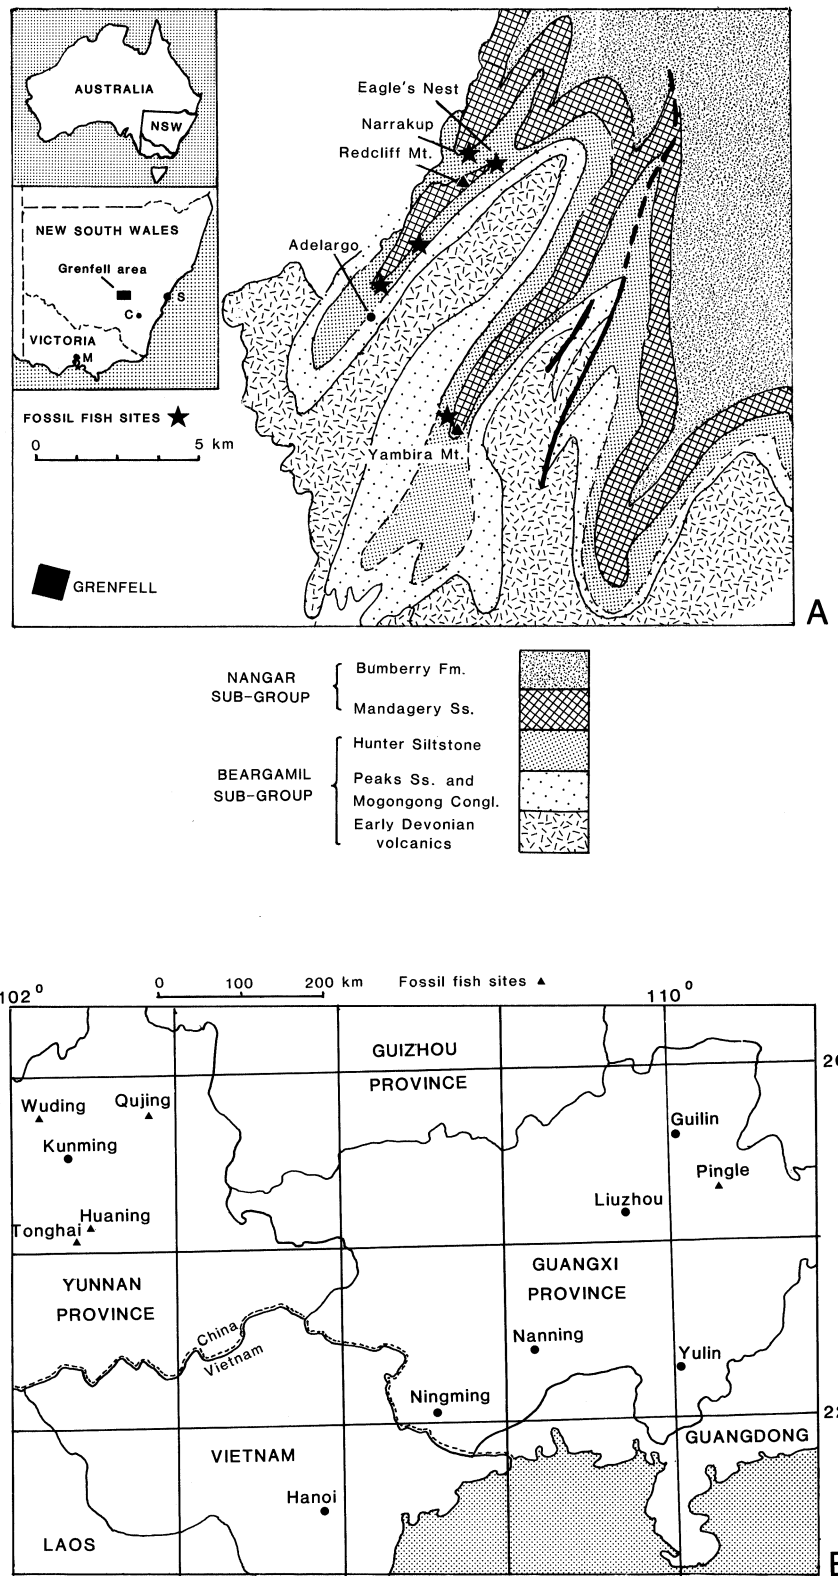 AUSTRALIA
NSW
NEW SOUTH WALES
Grenfell area
S
C
VICTORIA
M
FOSSIL FISH SITES
0 5 km
GRENFELL
Eagle's Nest
Narrakup
Redcliff Mt.
Adelargo
Yambira Mt.
A
NANGAR
SUB-GROUP
Bumberry Fm.
Mandagery Ss.
BEARGAMIL
SUB-GROUP
Hunter Siltstone
Peaks Ss. and
Mogongong Congl.
Early Devonian
volcanics
0 100 200 km Fossil fish sites
102° 110°
GUIZHOU
PROVINCE
Wuding
Qujing
Kunming
Guilin
Pingle
Liuzhou
Huaning
Tonghai
YUNNAN
PROVINCE
GUANGXI
PROVINCE
China
Vietnam
Nanning
Yulin
Ningming
GUANGDONG
VIETNAM
Hanoi
LAOS